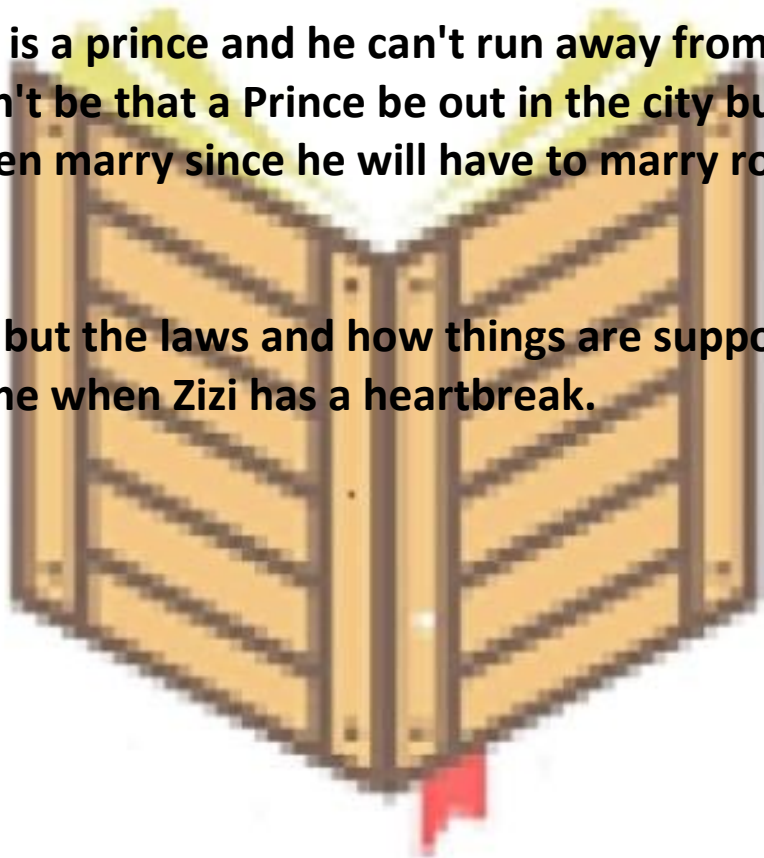 is a prince and he can't run away from
n't be that a Prince be out in the city bu
en marry since he will have to marry ro
but the laws and how things are suppo
ne when Zizi has a heartbreak.